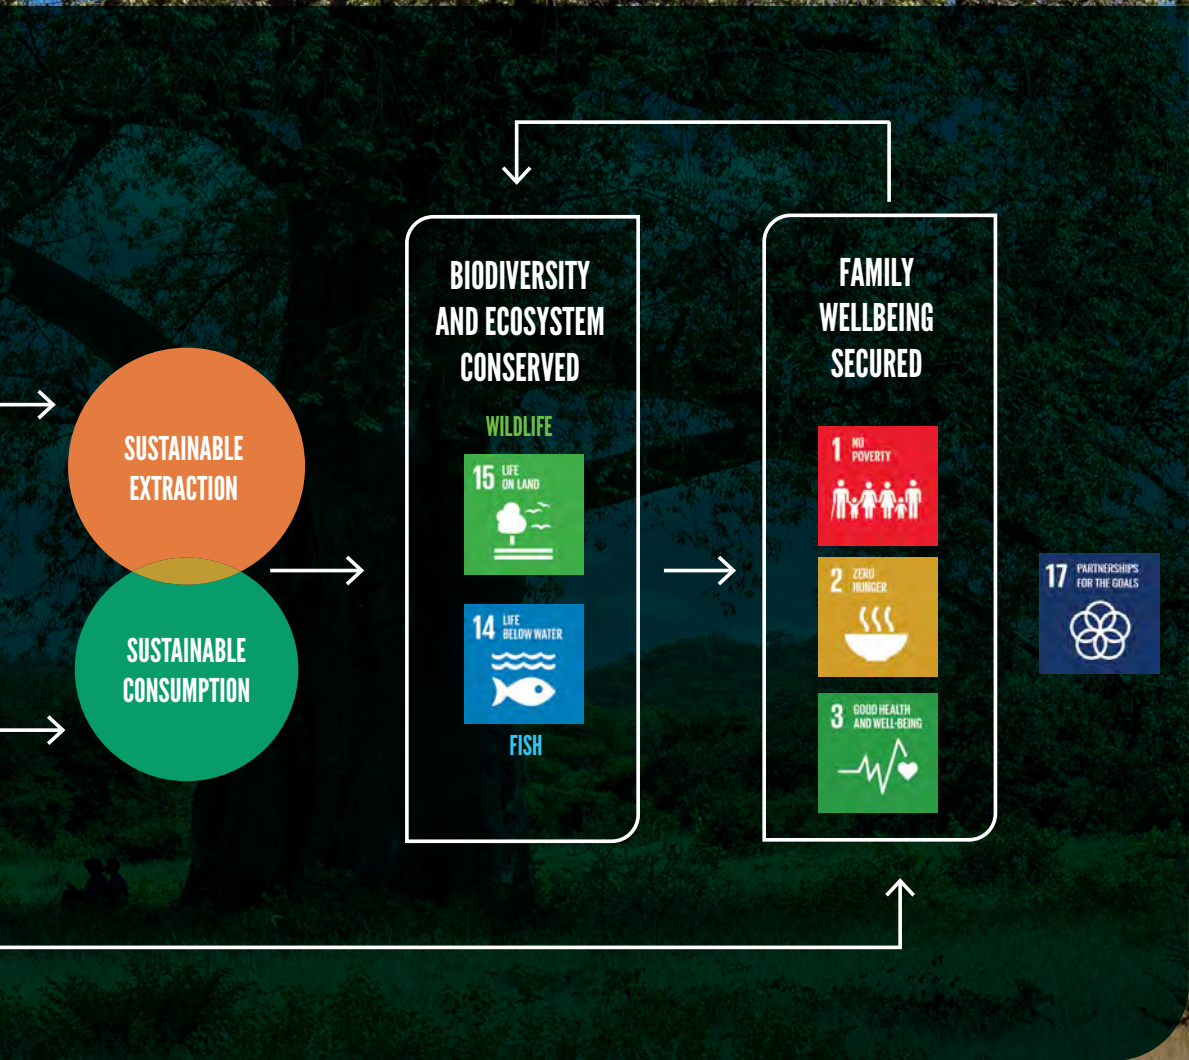 SUSTAINABLE
EXTRACTION
SUSTAINABLE
CONSUMPTION
BIODIVERSITY
AND ECOSYSTEM
CONSERVED
WILDLIFE
15 LIFE
ON LAND
14 LIFE
BELOW WATER
FISH
FAMILY
WELLBEING
SECURED
1 NO
POVERTY
2 ZERO
HUNGER
3 GOOD HEALTH
AND WELL-BEING
17 PARTNERSHIPS
FOR THE GOALS